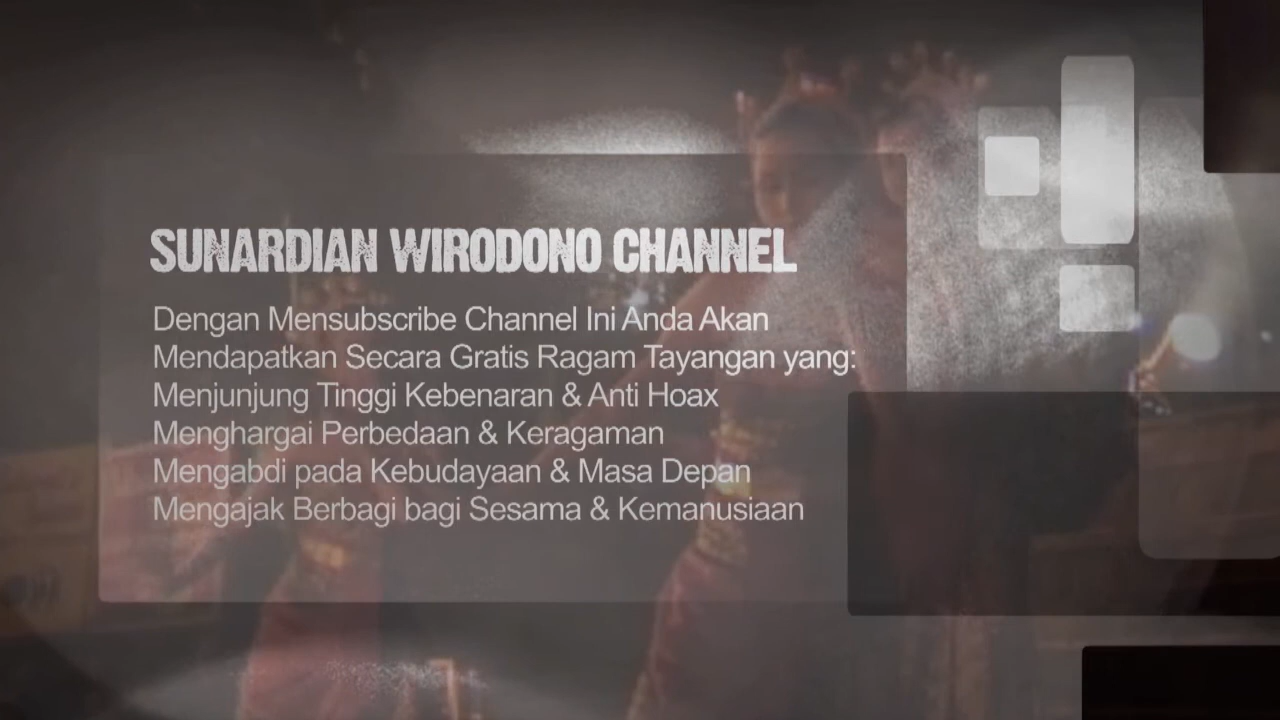 SUNARDIAN WIRODONO CHANNEL
Dengan Mensubscribe Channel Ini Anda Akan
Mendapatkan Secara Gratis Ragam Tayangan yang:
Menjunjung Tinggi Kebenaran & Anti Hoax
Menghargai Perbedaan & Keragaman
Mengabdi pada Kebudayaan & Masa Depan
Mengajak Berbagi bagi Sesama & Kemanusiaan